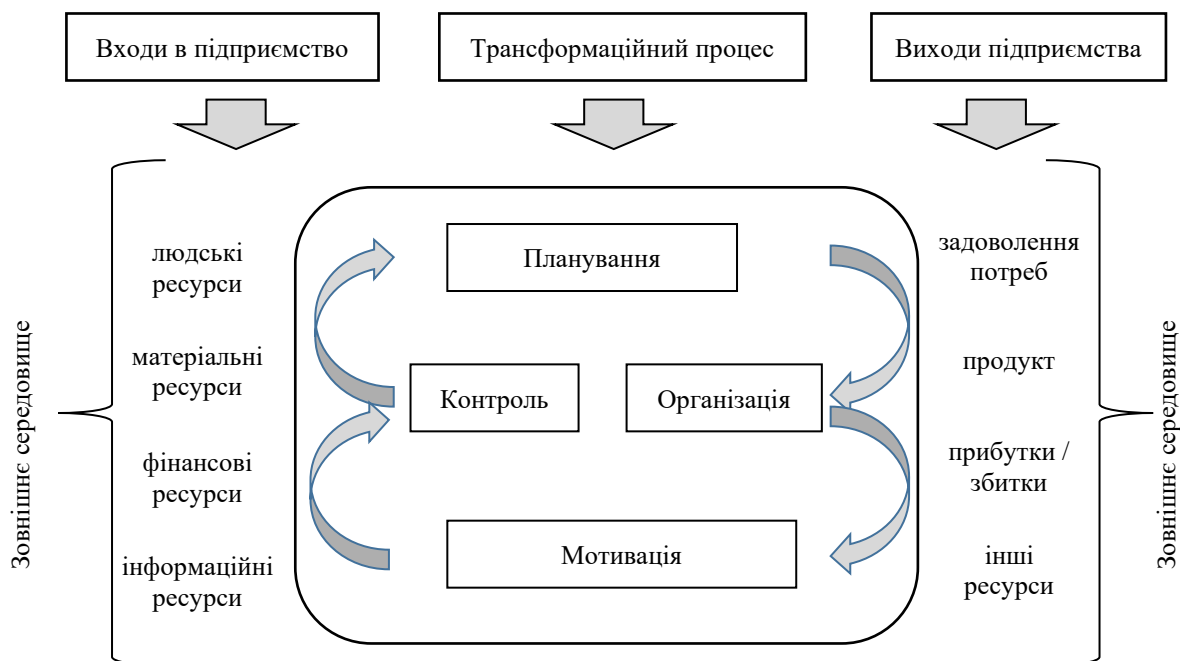 Входи в підприємство
Трансформаційний процес
Виходи підприємства
Зовнішнє середовище
людські
ресурси
матеріальні
ресурси
фінансові
ресурси
інформаційні
ресурси
Планування
Контроль
Організація
Мотивація
задоволення
потреб
продукт
прибутки /
збитки
інші
ресурси
Зовнішнє середовище